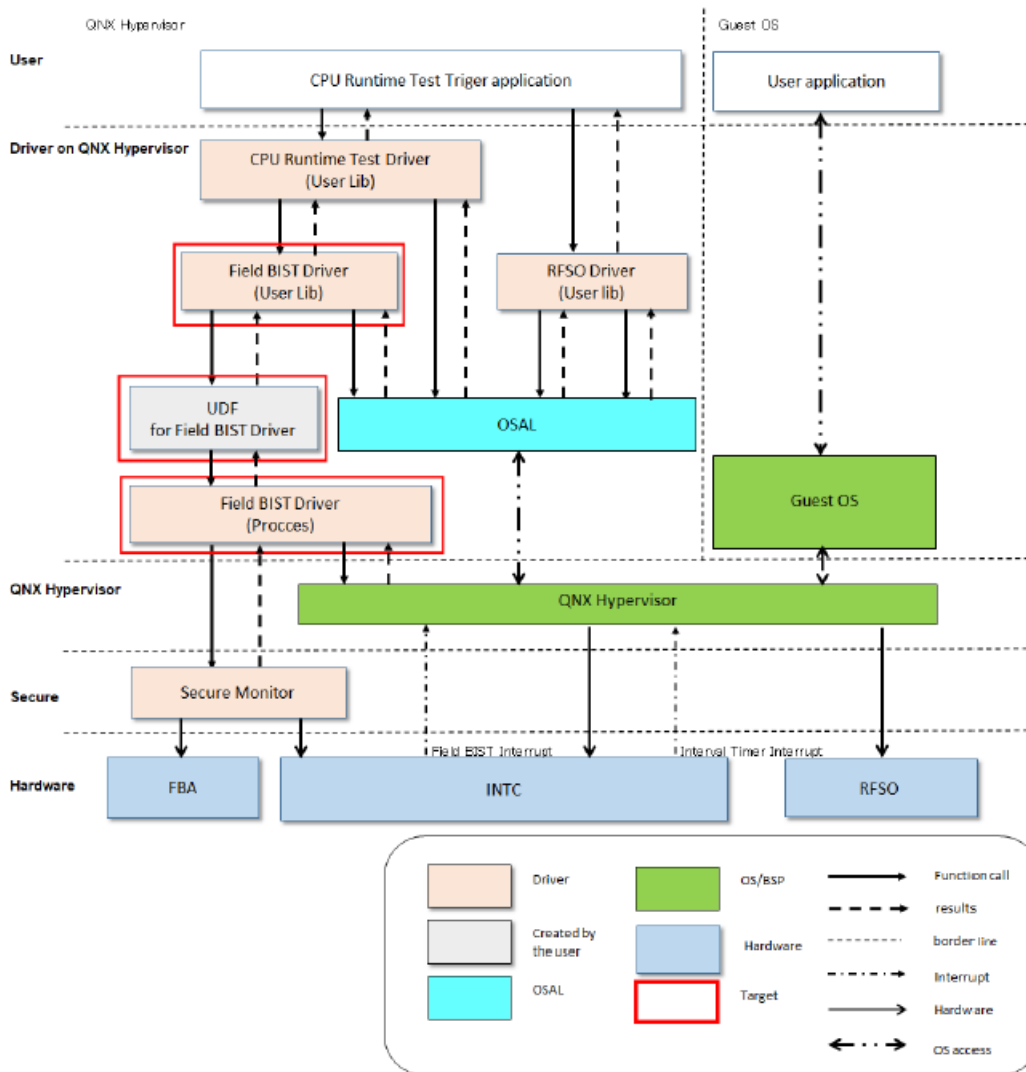 QNX Hypervisor
Guest OS
User
CPU Runtime Test Triger application
User application
Driver on QNX Hypervisor
CPU Runtime Test Driver
(User Lib)
Field BIST Driver
(User Lib)
RFSO Driver
(User lib)
UDF
for Field BIST Driver
OSAL
Guest OS
Field BIST Driver
(Procces)
QNX Hypervisor
QNX Hypervisor
Secure
Secure Monitor
Field BIST Interrupt
Interval Timer Interrupt
Hardware
FBA
INTC
RFSO
Driver
OS/BSP
Function call
results
Created by
the user
Hardware
border line
Interrupt
OSAL
Target
Hardware
OS access